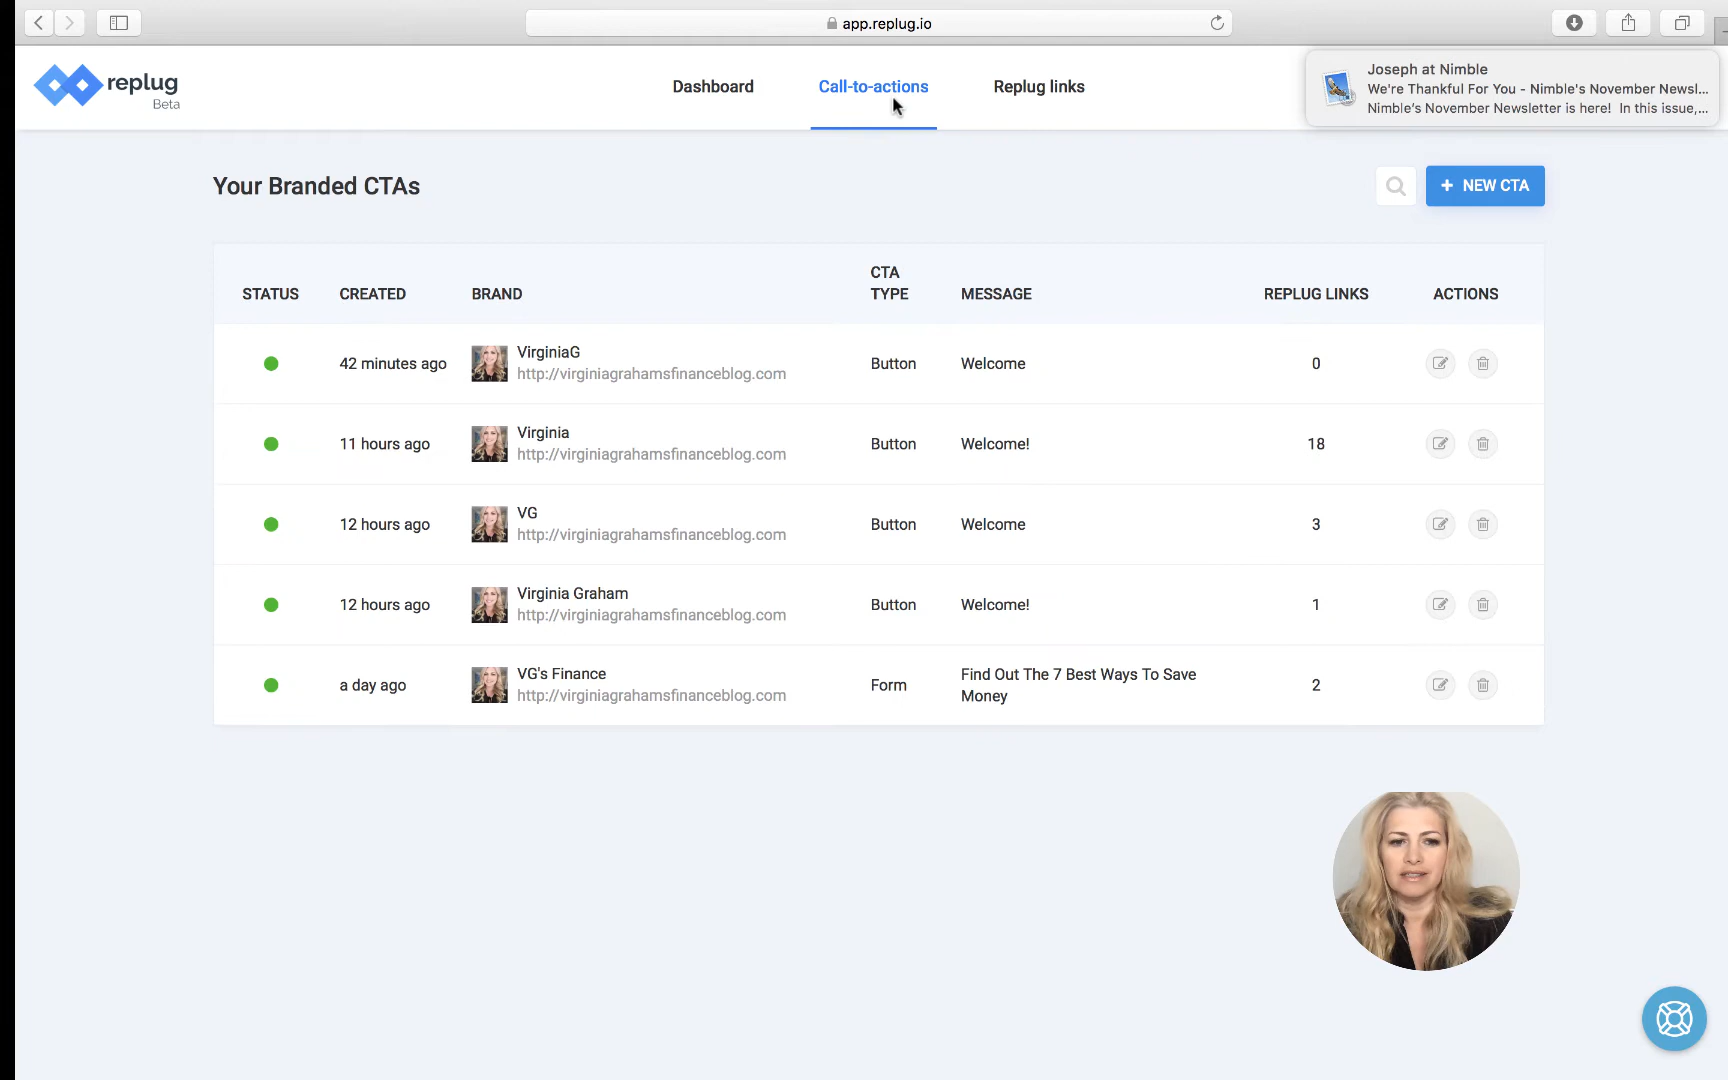 app.replug.io
replug
Beta
Dashboard
Call-to-actions
Replug links
Joseph at Nimble
We're Thankful For You - Nimble's November Newsl...
Nimble's November Newsletter is here! In this issue,...
Your Branded CTAs
+ NEW CTA
STATUS CREATED BRAND CTA TYPE MESSAGE REPLUG LINKS ACTIONS
42 minutes ago VirginiaG Button Welcome 0
http://virginiagrahamsfinanceblog.com
11 hours ago Virginia Button Welcome! 18
http://virginiagrahamsfinanceblog.com
12 hours ago VG Button Welcome 3
http://virginiagrahamsfinanceblog.com
12 hours ago Virginia Graham Button Welcome! 1
http://virginiagrahamsfinanceblog.com
a day ago VG's Finance Form Find Out The 7 Best Ways To Save Money 2
http://virginiagrahamsfinanceblog.com